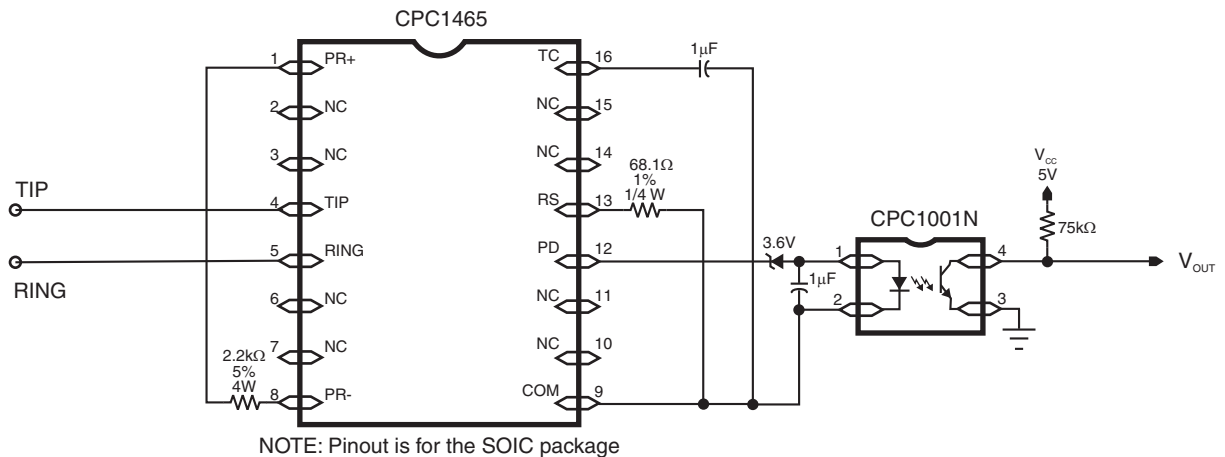 CPC1465
1 PR+
2 NC
3 NC
4 TIP
5 RING
6 NC
7 NC
8 PR-
TC 16
NC 15
NC 14
RS 13
PD 12
NC 11
NC 10
COM 9
TIP
RING
2.2kΩ
5%
4W
1μF
68.1Ω
1%
1/4 W
3.6V
1μF
CPC1001N
1
2
4
3
VCC
5V
75kΩ
VOUT
NOTE: Pinout is for the SOIC package